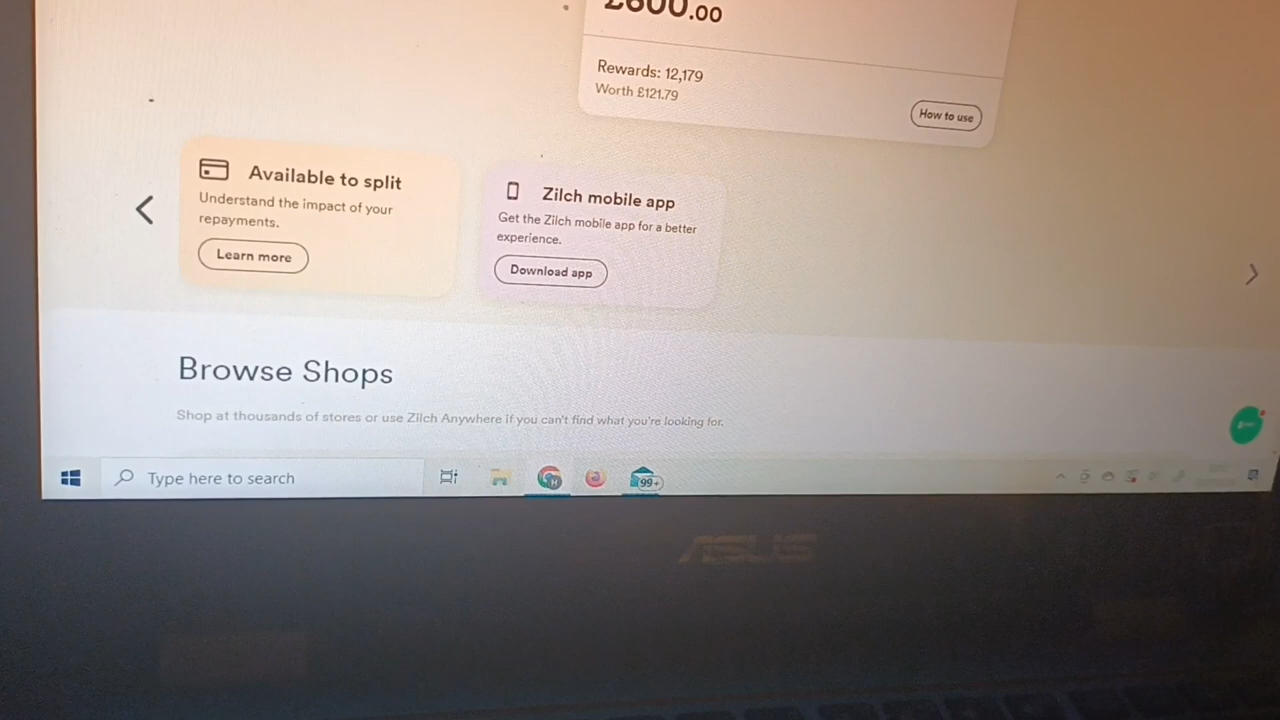 £600.00
Rewards: 12,179
Worth £121.79
How to use
Available to split
Understand the impact of your
repayments.
Learn more
Zilch mobile app
Get the Zilch mobile app for a better
experience.
Download app
Browse Shops
Shop at thousands of stores or use Zilch Anywhere if you can't find what you're looking for.
Type here to search
H
99+
ASUS